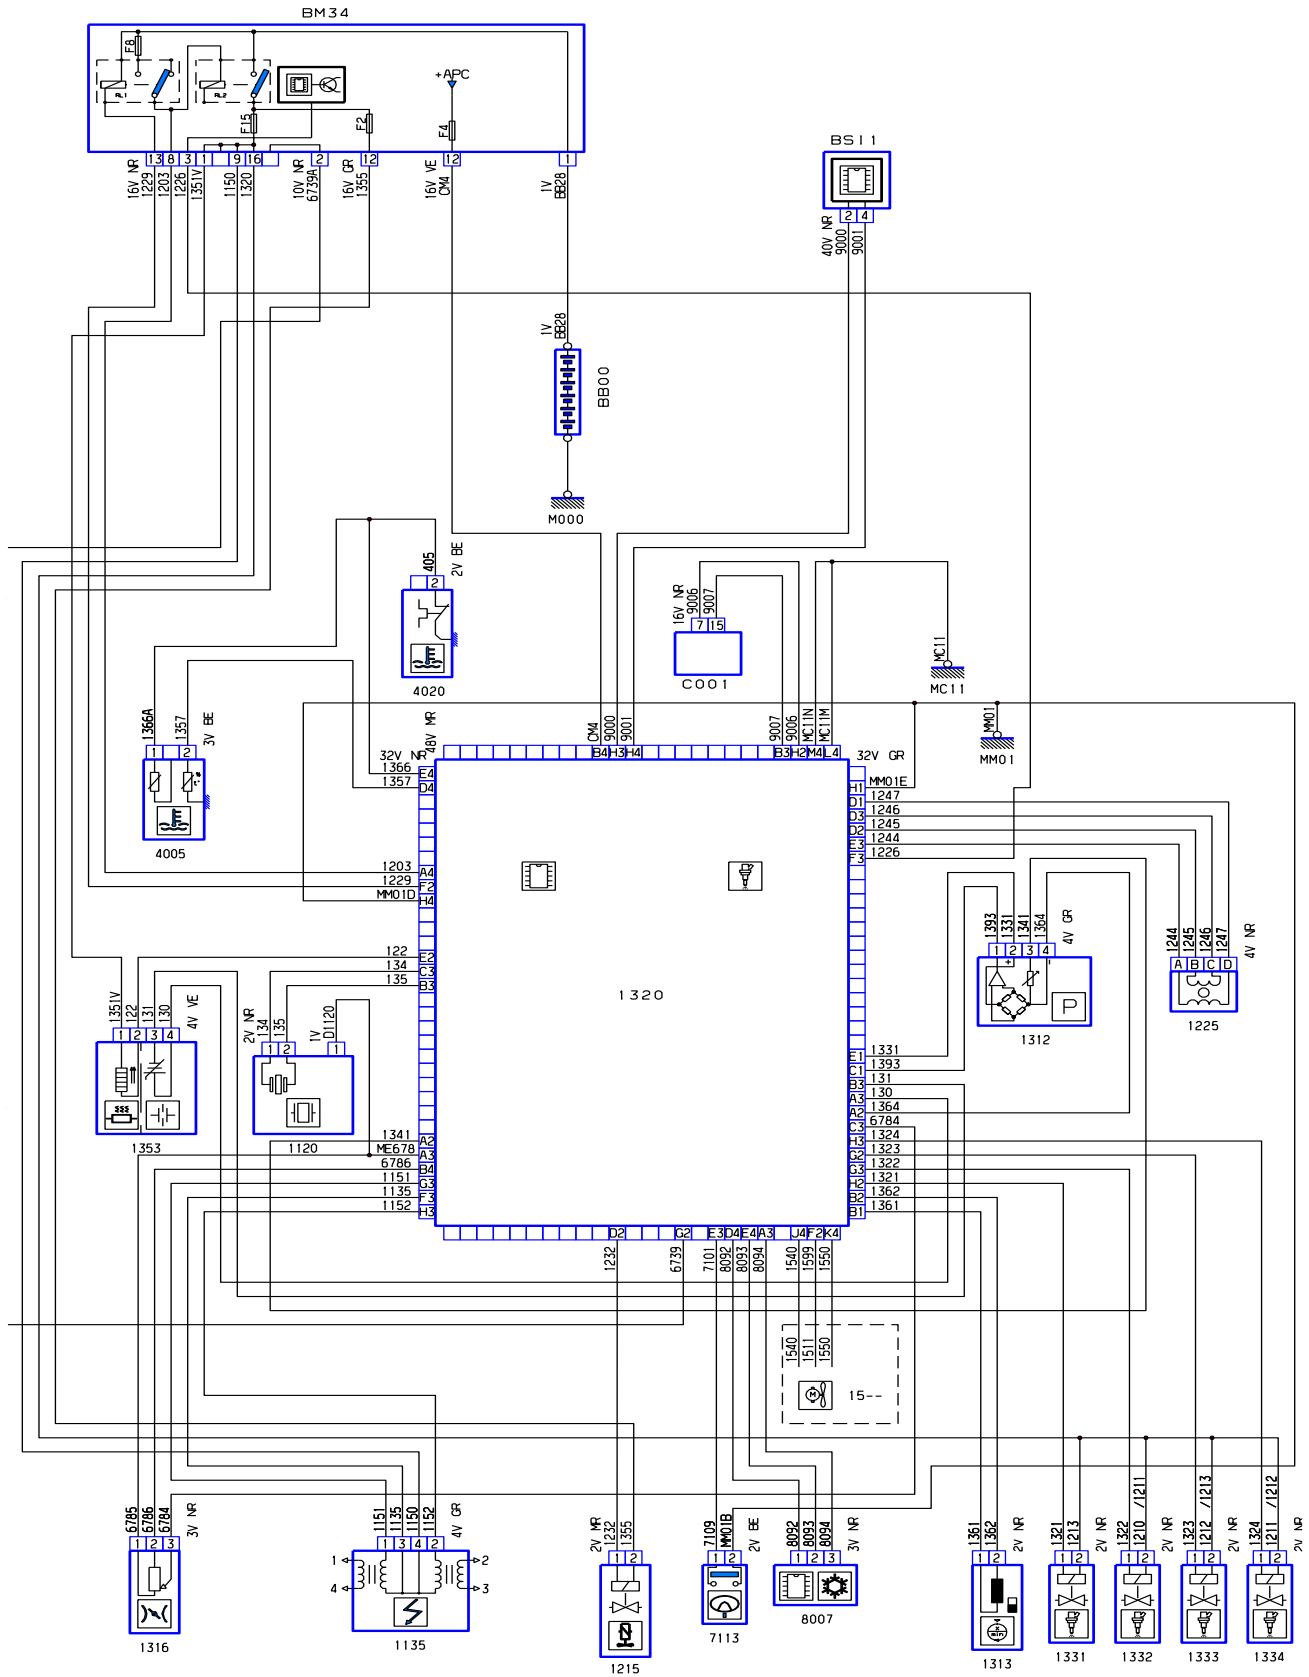 BM34
F8
RL1
RL2
F15
F2
+APC
F4
13 8 3 1 9 16 2 12 12 1
16V NR
1229
1203
1226
1351V
1150
1320
10V NR
6739A
16V GR
1355
16V VE
CM4
1V
BB28
BSI1
2 4
40V NR
9000
9001
1V
BB28
BB00
M000
405
2V BE
2
4020
16V NR
9006
9007
7 15
C001
MC11
MC11
MM01
MM01
1366A
1357
3V BE
1 2
t°
4005
48V MR
CM4
9000
9001
9007
9006
MC11N
MC11M
B4 H3 H4 B3 H2 M4 L4
32V NR
32V GR
1366 E4
1357 D4
1203 A4
1229 F2
MM01D H4
122 E2
134 C3
135 B3
1341 A2
ME678 A3
6786 B4
1151 G3
1135 F3
1152 H3
1320
H1 MM01E
D1 1247
D3 1246
D2 1245
E3 1244
F3 1226
E1 1331
C1 1393
B3 131
A3 130
A2 1364
C3 6784
H3 1324
G2 1323
G3 1322
H2 1321
B2 1362
B1 1361
1393
1331
1341
1364
4V GR
1 2 3 4
+ -
P
1312
1244
1245
1246
1247
4V NR
A B C D
1225
1351V
122
131
130
4V VE
1 2 3 4
1353
2V NR
134
135
1V
D1120
1 2 1
1120
D2 G2 E3 D4 E4 A3 J4 F2 K4
1232
6739
7101
8092
8093
8094
1540
1599
1550
1540
1511
1550
M
15--
6785
6786
6784
3V NR
1 2 3
1316
1151
1135
1150
1152
4V GR
1 3 4 2
1 2
4 3
1135
2V MR
1232
1355
1 2
1215
7109
MM01B
2V BE
1 2
7113
8092
8093
8094
3V NR
1 2 3
8007
1361
1362
2V NR
1 2
x
min
1313
1321
1213
2V NR
1 2
1331
1322
1210 /1211
2V NR
1 2
1332
1323
1212 /1213
2V NR
1 2
1333
1324
1211 /1212
2V NR
1 2
1334